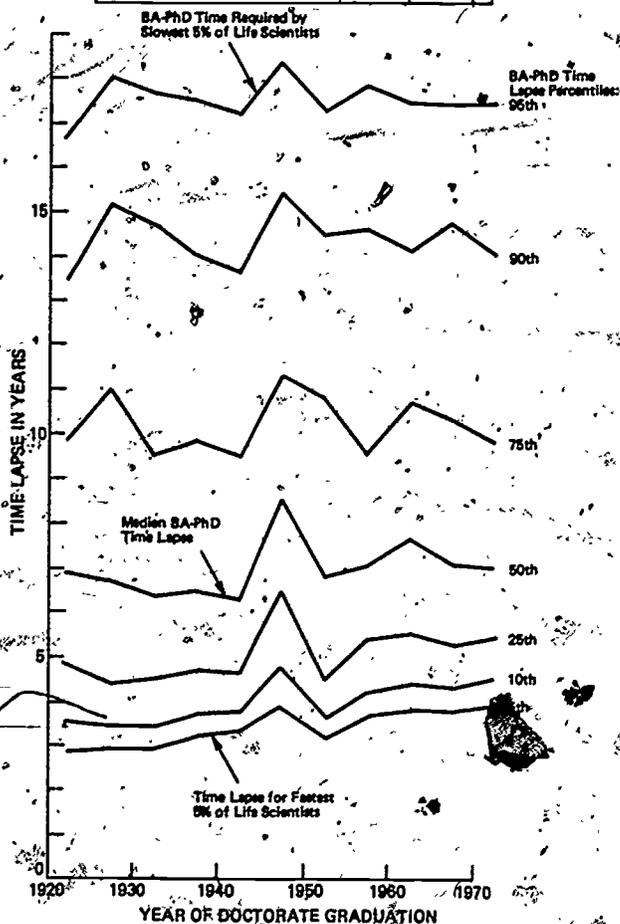 BA-PhD Time Required by
Slowest 5% of Life Scientists
BA-PhD Time
Lapse Percentiles:
95th
15
90th
TIME LAPSE IN YEARS
10
75th
Median BA-PhD
Time Lapse
50th
25th
5
10th
Time Lapse for Fastest
5% of Life Scientists
0
1920 1930 1940 1950 1960 1970
YEAR OF DOCTORATE GRADUATION